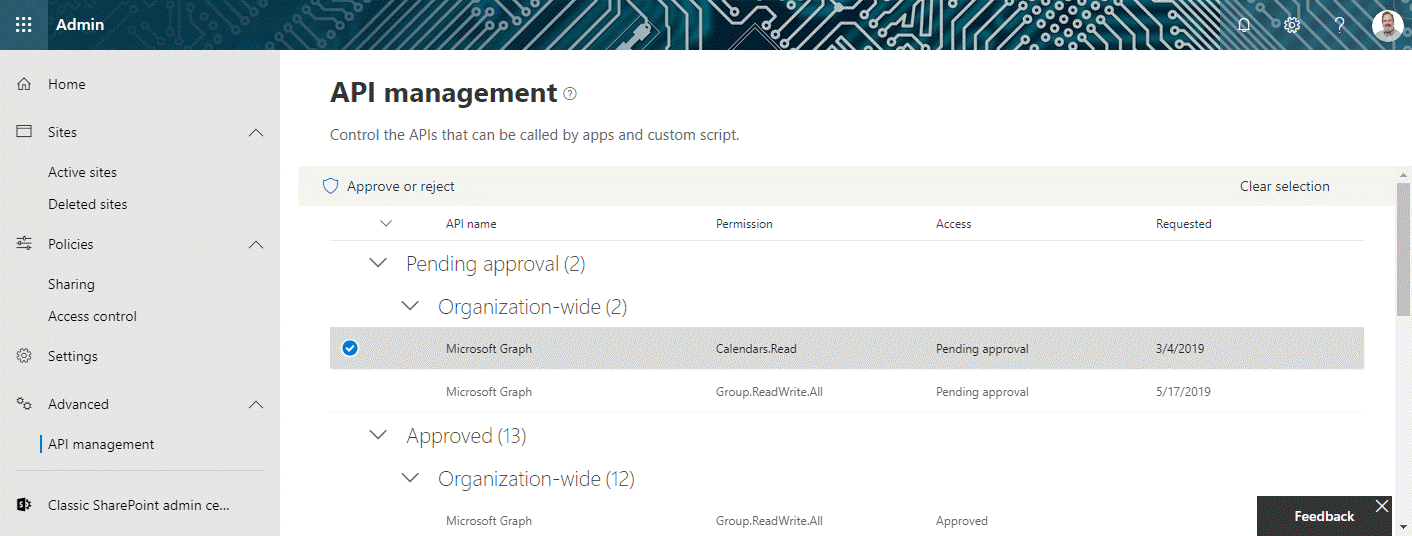 Admin
?
Home
Sites
Active sites
Deleted sites
Policies
Sharing
Access control
Settings
Advanced
API management
Classic SharePoint admin ce...
API management ?
Control the APIs that can be called by apps and custom script.
Approve or reject Clear selection
API name Permission Access Requested
Pending approval (2)
Organization-wide (2)
Microsoft Graph Calendars.Read Pending approval 3/4/2019
Microsoft Graph Group.ReadWrite.All Pending approval 5/17/2019
Approved (13)
Organization-wide (12)
Microsoft Graph Group.ReadWrite.All Approved
Feedback